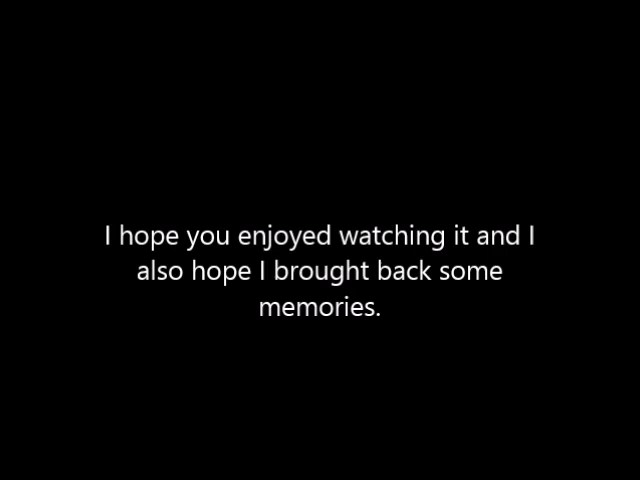 I hope you enjoyed watching it and I
also hope I brought back some
memories.